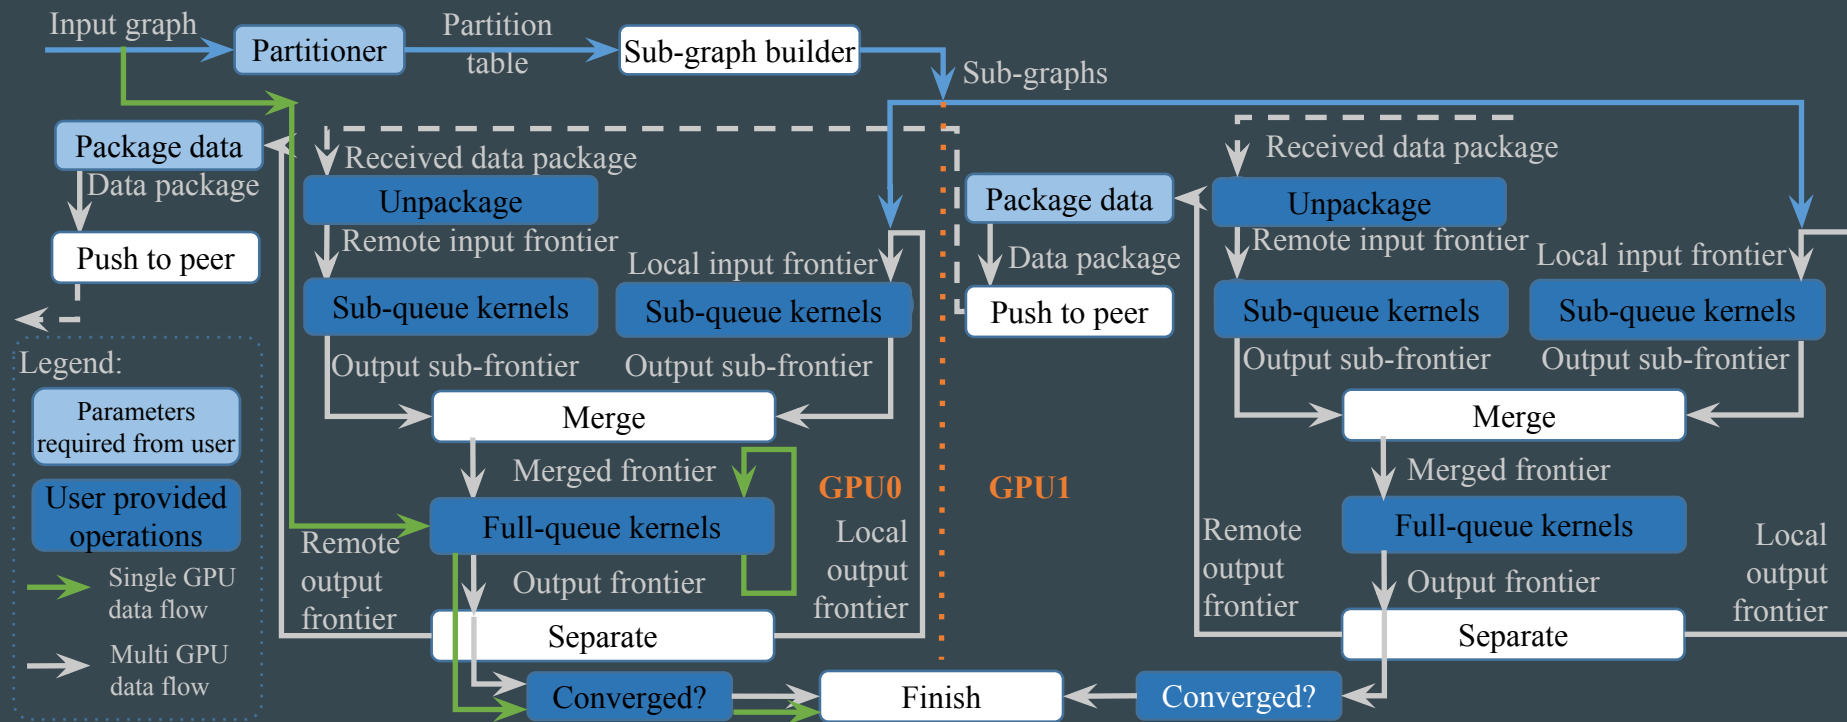 Input graph
Partitioner
Partition
table
Sub-graph builder
Sub-graphs
Package data
Data package
Push to peer
Received data package
Unpackage
Remote input frontier
Local input frontier
Sub-queue kernels
Sub-queue kernels
Output sub-frontier
Output sub-frontier
Merge
Merged frontier
Full-queue kernels
Remote
output
frontier
Output frontier
GPU0
Local
output
frontier
Separate
Converged?
Finish
GPU1
Package data
Data package
Push to peer
Received data package
Unpackage
Remote input frontier
Local input frontier
Sub-queue kernels
Sub-queue kernels
Output sub-frontier
Output sub-frontier
Merge
Merged frontier
Full-queue kernels
Remote
output
frontier
Output frontier
Local
output
frontier
Separate
Converged?
Legend:
Parameters
required from user
User provided
operations
Single GPU
data flow
Multi GPU
data flow